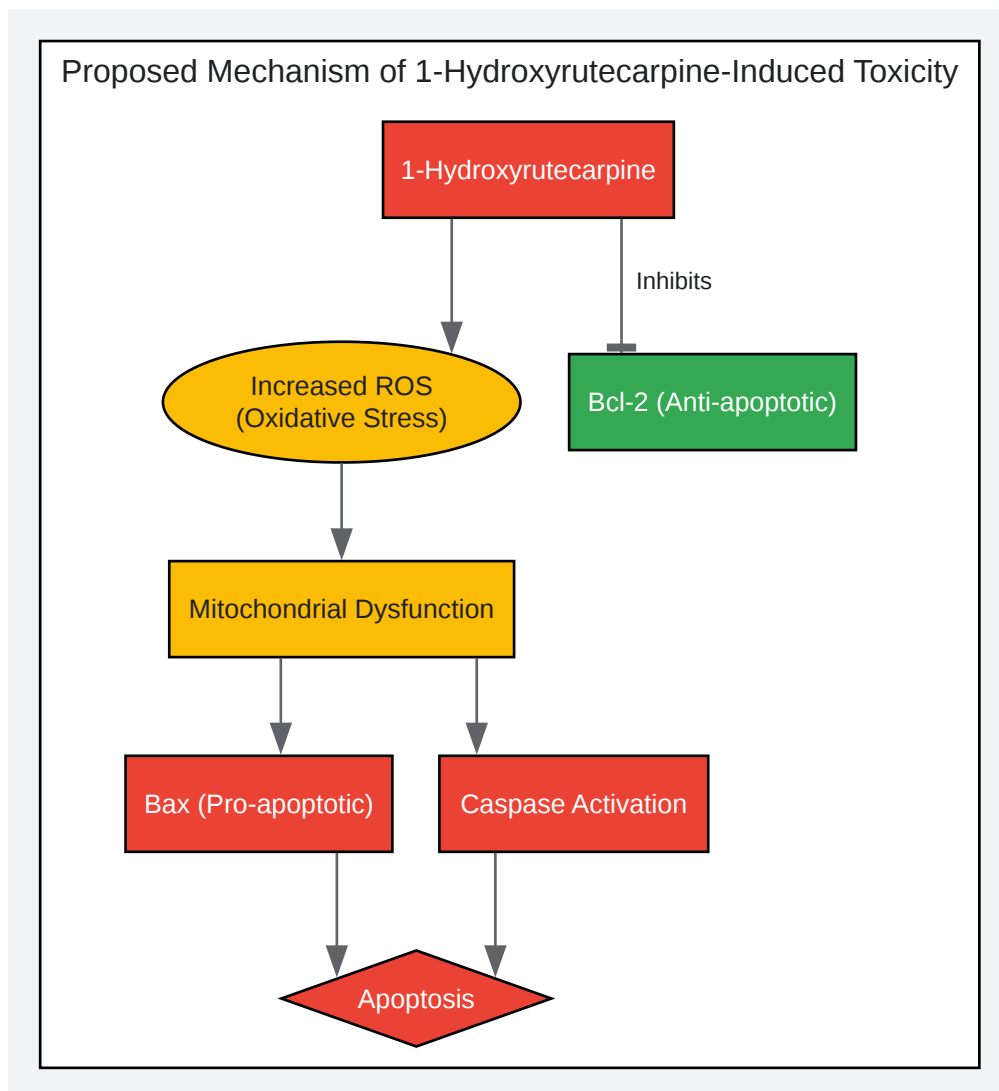 Proposed Mechanism of 1-Hydroxyrutecarpine-Induced Toxicity
1-Hydroxyrutecarpine
Inhibits
Increased ROS
(Oxidative Stress)
Bcl-2 (Anti-apoptotic)
Mitochondrial Dysfunction
Bax (Pro-apoptotic)
Caspase Activation
Apoptosis